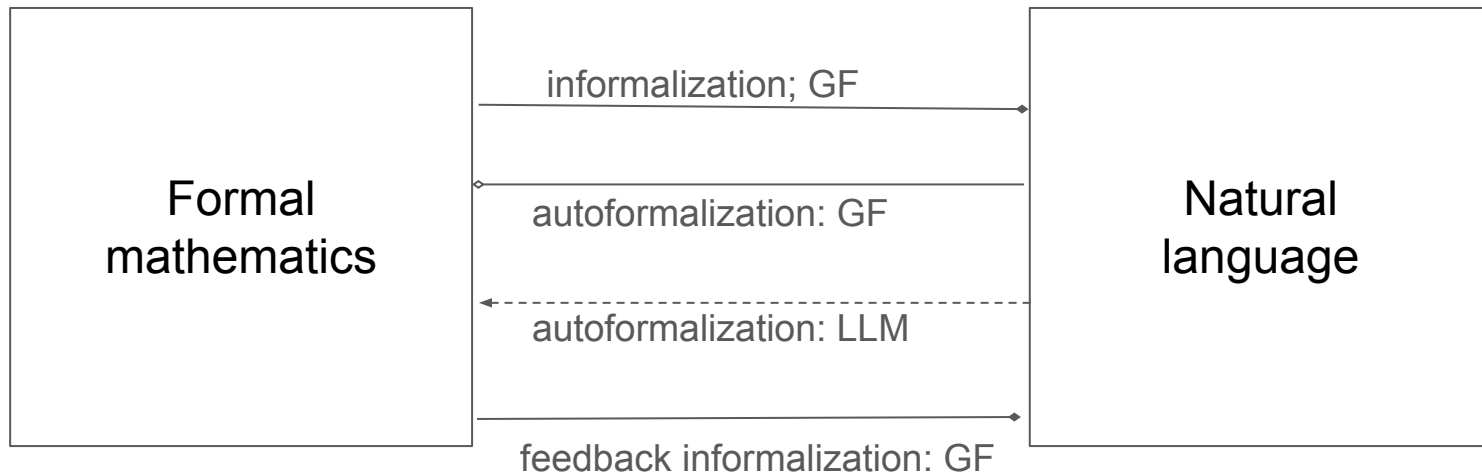 informalization; GF
Formal
mathematics
autoformalization: GF
autoformalization: LLM
feedback informalization: GF
Natural
language